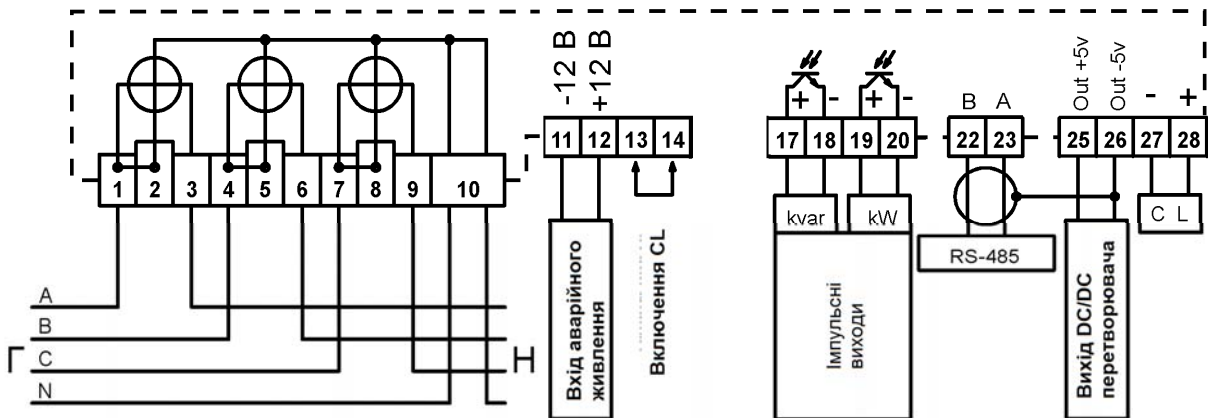 1 2 3 4 5 6 7 8 9 10
A
B
C
N
Г
Н
-12 В
+12 В
11 12 13 14
Вхід аварійного
живлення
Включення CL
+ - + -
17 18 19 20
kvar kW
Імпульсні
виходи
B A
22 23
RS-485
Out +5v
Out -5v
- +
25 26 27 28
C L
Вихід DC/DC
перетворювача